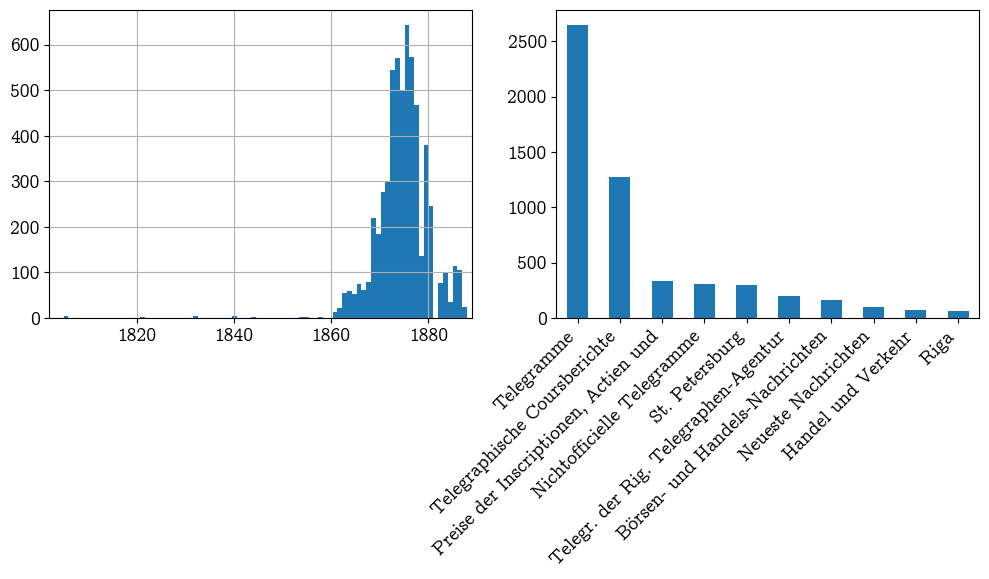 600
500
400
300
200
100
0
1820
1840
1860
1880
2500
2000
1500
1000
500
0
Telegramme
Telegraphische Coursberichte
Preise der Inscriptionen, Actien und
Nichtofficielle Telegramme
St. Petersburg
Telegr. der Rig. Telegraphen-Agentur
Börsen- und Handels-Nachrichten
Neueste Nachrichten
Handel und Verkehr
Riga